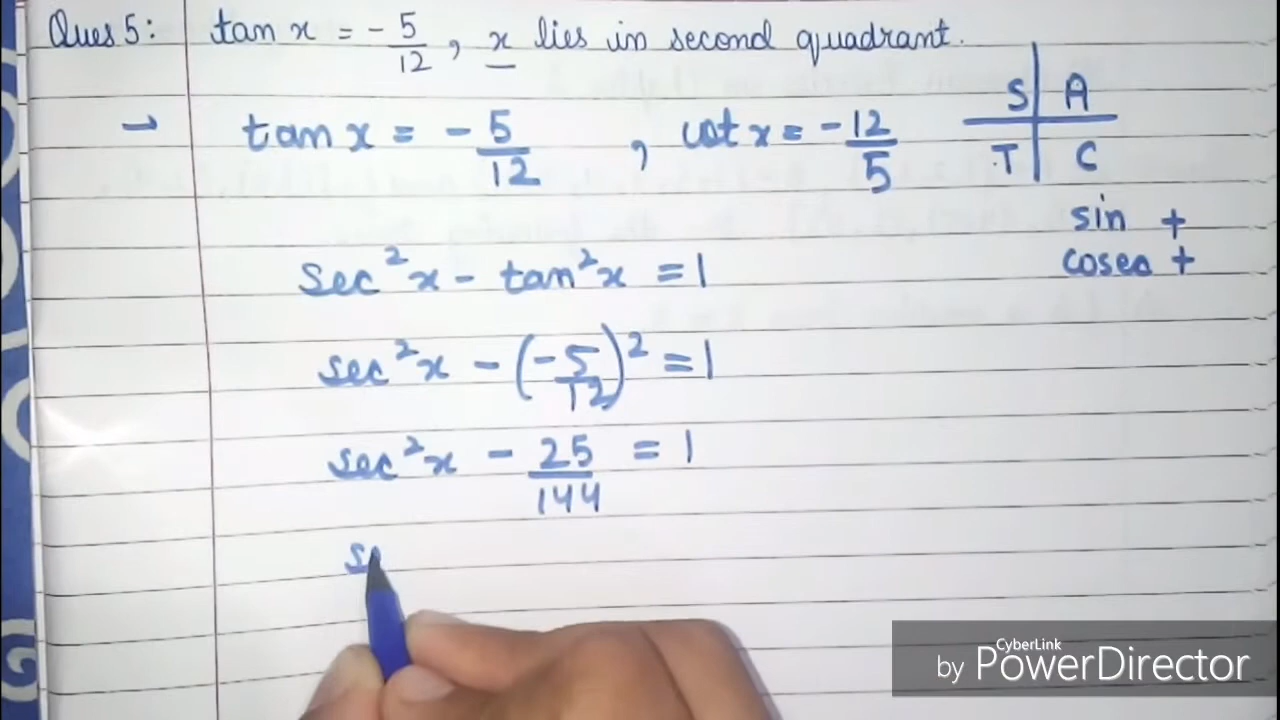 Ques 5: tan x = - 5/12 , x lies in second quadrant.
→ tan x = - 5/12 , cot x = -12/5
S A
T C
sin +
cosec +
sec²x - tan²x = 1
sec²x - (-5/12)² = 1
sec²x - 25/144 = 1
s
CyberLink
by PowerDirector